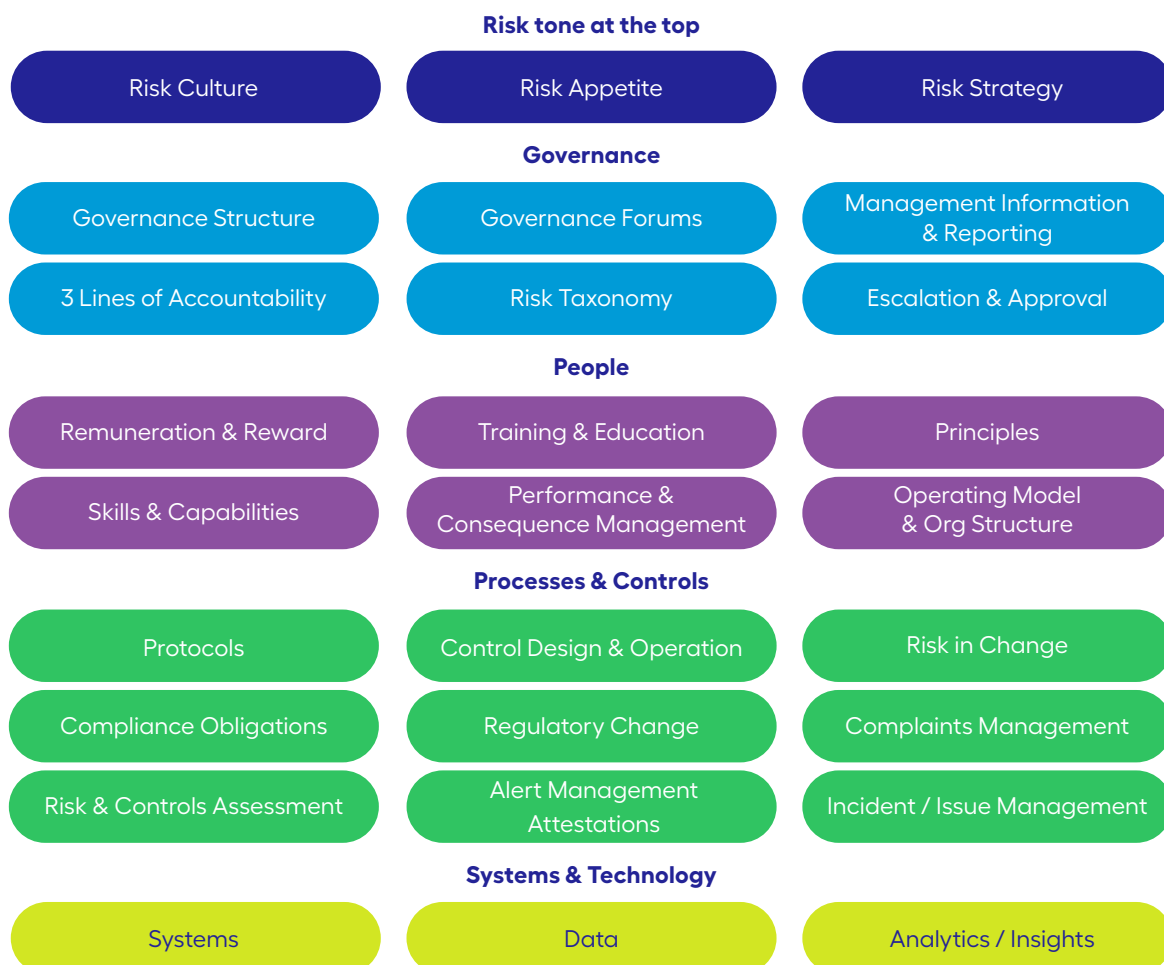 Risk tone at the top
Risk Culture
Risk Appetite
Risk Strategy
Governance
Governance Structure
Governance Forums
Management Information
& Reporting
3 Lines of Accountability
Risk Taxonomy
Escalation & Approval
People
Remuneration & Reward
Training & Education
Principles
Skills & Capabilities
Performance &
Consequence Management
Operating Model
& Org Structure
Processes & Controls
Protocols
Control Design & Operation
Risk in Change
Compliance Obligations
Regulatory Change
Complaints Management
Risk & Controls Assessment
Alert Management
Attestations
Incident / Issue Management
Systems & Technology
Systems
Data
Analytics / Insights